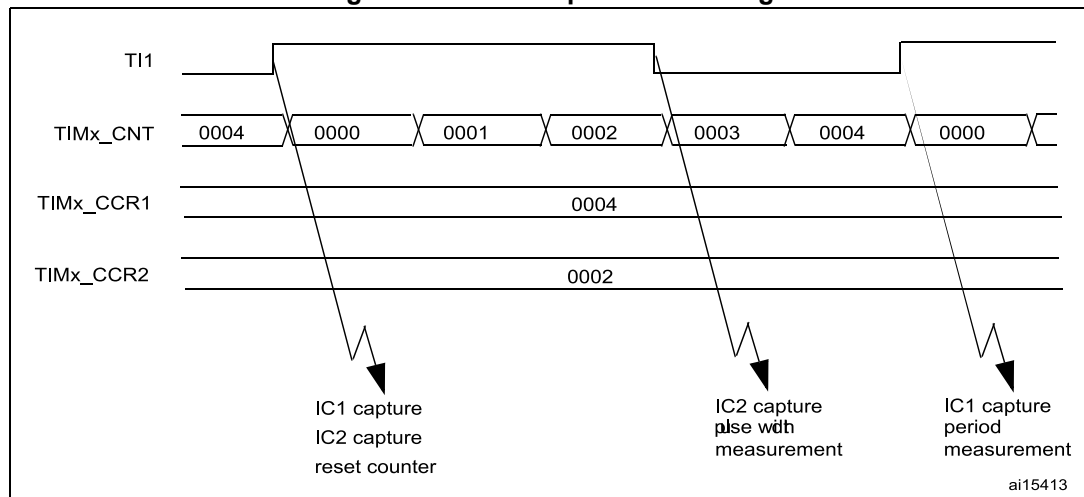 TI1
TIMx_CNT
0004 0000 0001 0002 0003 0004 0000
TIMx_CCR1
0004
TIMx_CCR2
0002
IC1 capture
IC2 capture
reset counter
IC2 capture
measurement
IC1 capture
period
measurement
ai15413